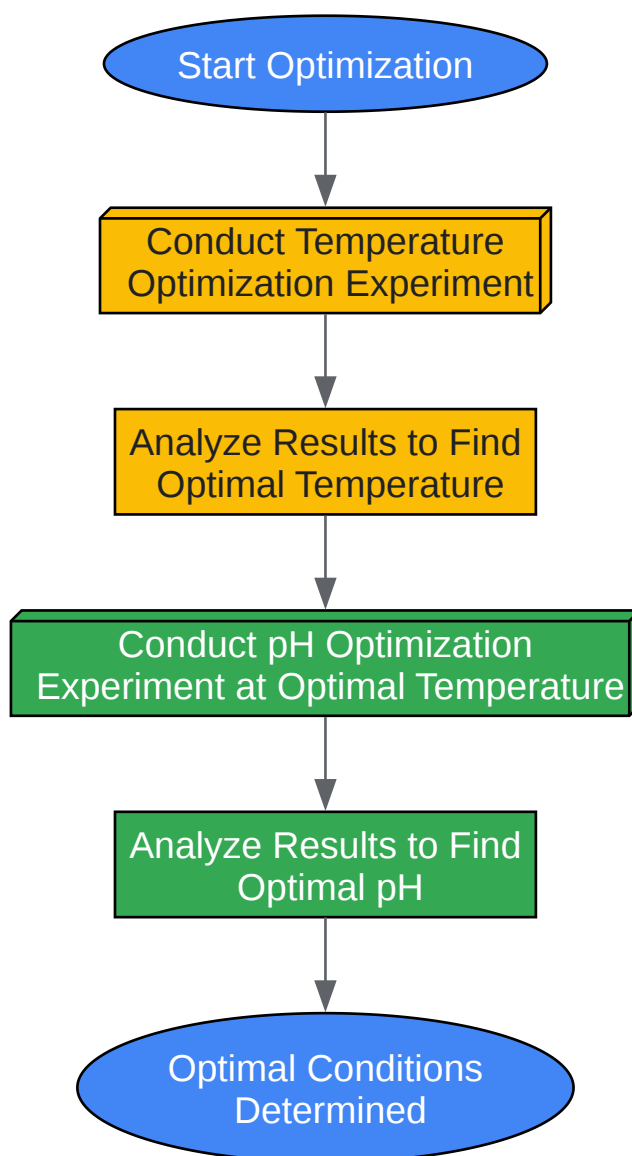 Start Optimization
Conduct Temperature
Optimization Experiment
Analyze Results to Find
Optimal Temperature
Conduct pH Optimization
Experiment at Optimal Temperature
Analyze Results to Find
Optimal pH
Optimal Conditions
Determined